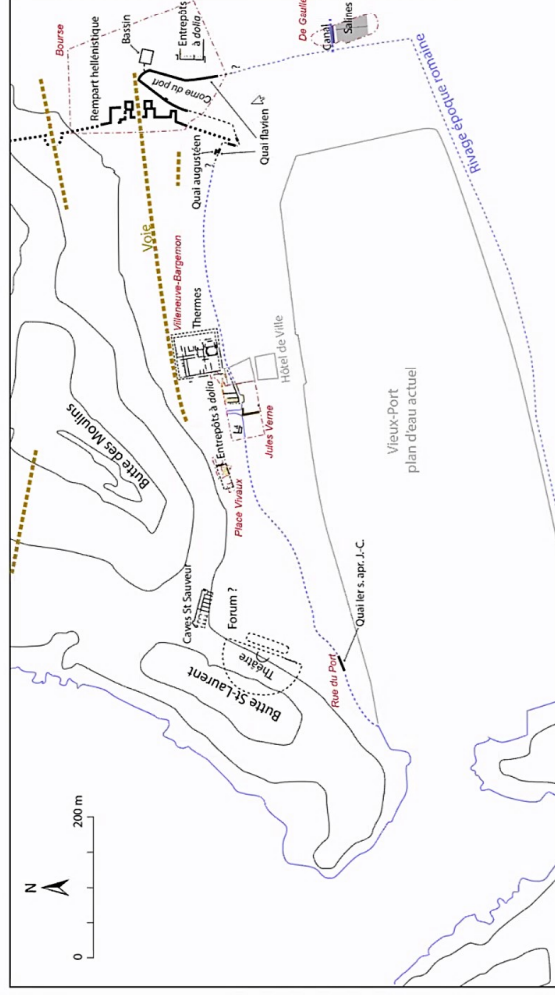 N
0
200 m
Butte des Moulins
Voie
Bourse
Rempart hellénistique
Bassin
Entrepôts
à dolia
Corne du port
?
Quai augustéen
?
Quai flavien
Canal
Salines
Rivage époque romaine
Villeneuve-Bargemon
Thermes
Entrepôts à dolia
Place Vivaux
Jules Verne
Hôtel de Ville
Caves St Sauveur
Forum ?
Théâtre
Butte St-Laurent
Rue du Port
Quai Ier s. apr. J.-C.
Vieux-Port
plan d'eau actuel